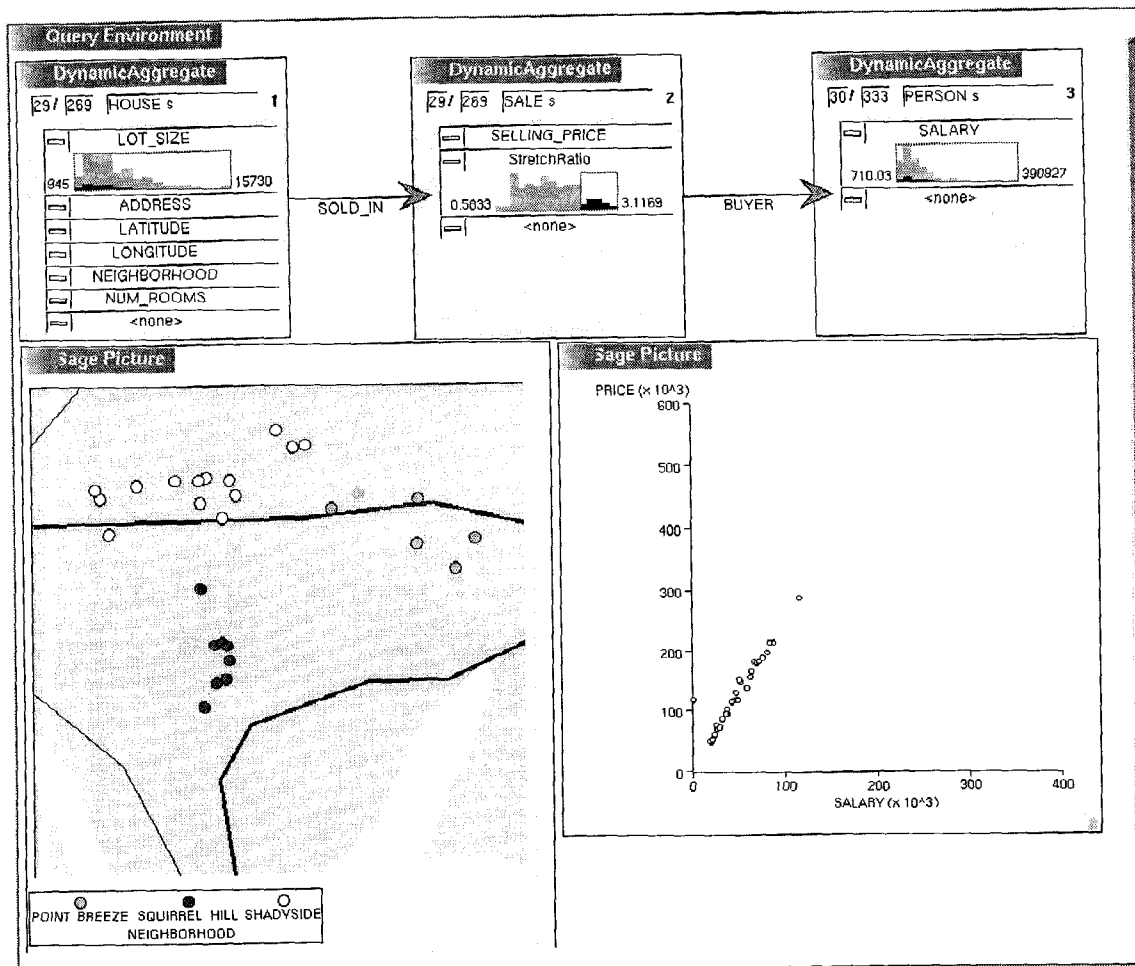 Query Environment
DynamicAggregate
29/ 269 HOUSE s 1
LOT_SIZE
945 15730
ADDRESS
LATITUDE
LONGITUDE
NEIGHBORHOOD
NUM_ROOMS
<none>
SOLD_IN
DynamicAggregate
29/ 269 SALE s 2
SELLING_PRICE
StretchRatio
0.5033 3.1169
<none>
BUYER
DynamicAggregate
30/ 333 PERSON s 3
SALARY
710.03 390827
<none>
Sage Picture
POINT BREEZE SQUIRREL HILL SHADYSIDE
NEIGHBORHOOD
Sage Picture
PRICE (x 10^3)
600
500
400
300
200
100
0
0 100 200 300 400
SALARY (x 10^3)